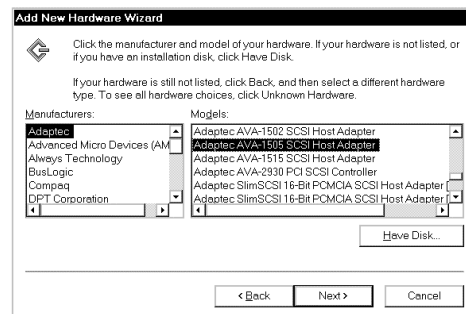 Add New Hardware Wizard
Click the manufacturer and model of your hardware. If your hardware is not listed, or
if you have an installation disk, click Have Disk.
If your hardware is still not listed, click Back, and then select a different hardware
type. To see all hardware choices, click Unknown Hardware.
Manufacturers:
Adaptec
Advanced Micro Devices (AM
Always Technology
BusLogic
Compaq
DPT Corporation
Models:
Adaptec AVA-1502 SCSI Host Adapter
Adaptec AVA-1505 SCSI Host Adapter
Adaptec AVA-1515 SCSI Host Adapter
Adaptec AVA-2930 PCI SCSI Controller
Adaptec SlimSCSI 16-Bit PCMCIA SCSI Host Adapter [
Adaptec SlimSCSI 16-Bit PCMCIA SCSI Host Adapter [
Have Disk...
< Back
Next >
Cancel